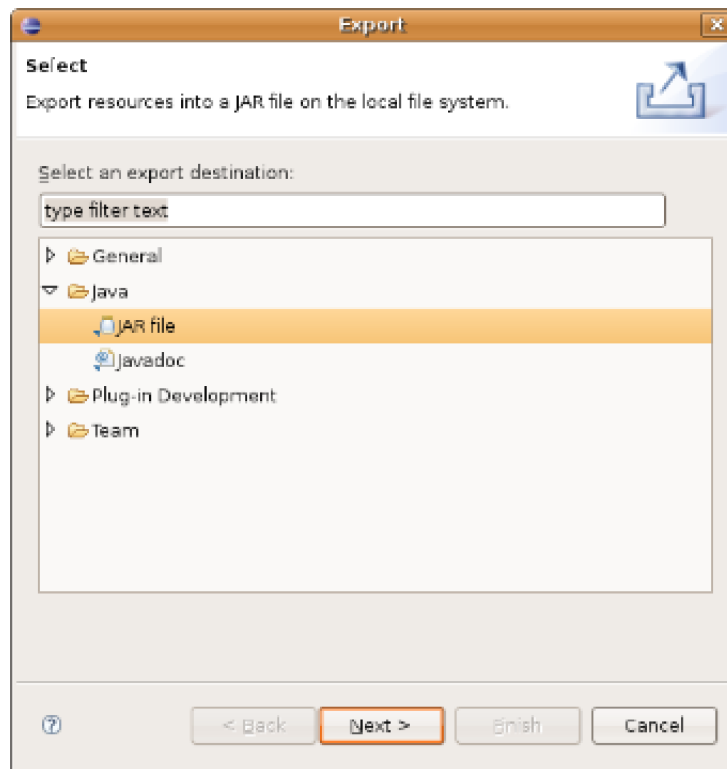 Export
Select
Export resources into a JAR file on the local file system.
Select an export destination:
type filter text
General
Java
JAR file
Javadoc
Plug-in Development
Team
< Back Next > Finish Cancel